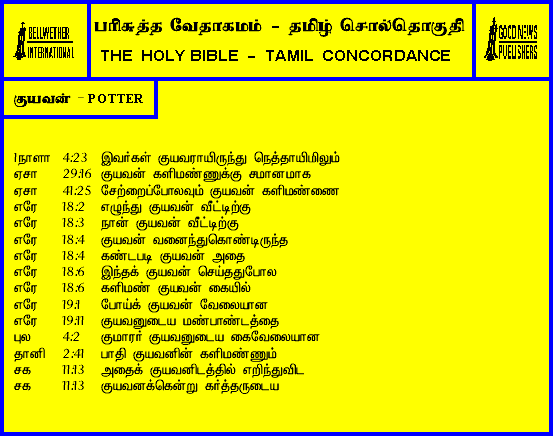 BELLWETHER
INTERNATIONAL
பரிசுத்த வேதாகமம் - தமிழ் சொல்தொகுதி
THE HOLY BIBLE - TAMIL CONCORDANCE
GOOD NEWS
PUBLISHERS
குயவன் - POTTER
1நாளா 4:23 இவர்கள் குயவராயிருந்து நெத்தாயிமிலும்
ஏசா 29:16 குயவன் களிமண்ணுக்கு சமானமாக
ஏசா 41:25 சேற்றைப்போலவும் குயவன் களிமண்ணை
எரே 18:2 எழுந்து குயவன் வீட்டிற்கு
எரே 18:3 நான் குயவன் வீட்டிற்கு
எரே 18:4 குயவன் வனைந்துகொண்டிருந்த
எரே 18:4 கண்டபடி குயவன் அதை
எரே 18:6 இந்தக் குயவன் செய்ததுபோல
எரே 18:6 களிமண் குயவன் கையில்
எரே 19:1 போய்க் குயவன் வேலையான
எரே 19:11 குயவனுடைய மண்பாண்டத்தை
புல 4:2 குமாரர் குயவனுடைய கைவேலையான
தானி 2:41 பாதி குயவனின் களிமண்ணும்
சக 11:13 அதைக் குயவனிடத்தில் எறிந்துவிட
சக 11:13 குயவனக்கென்று கர்த்தருடைய